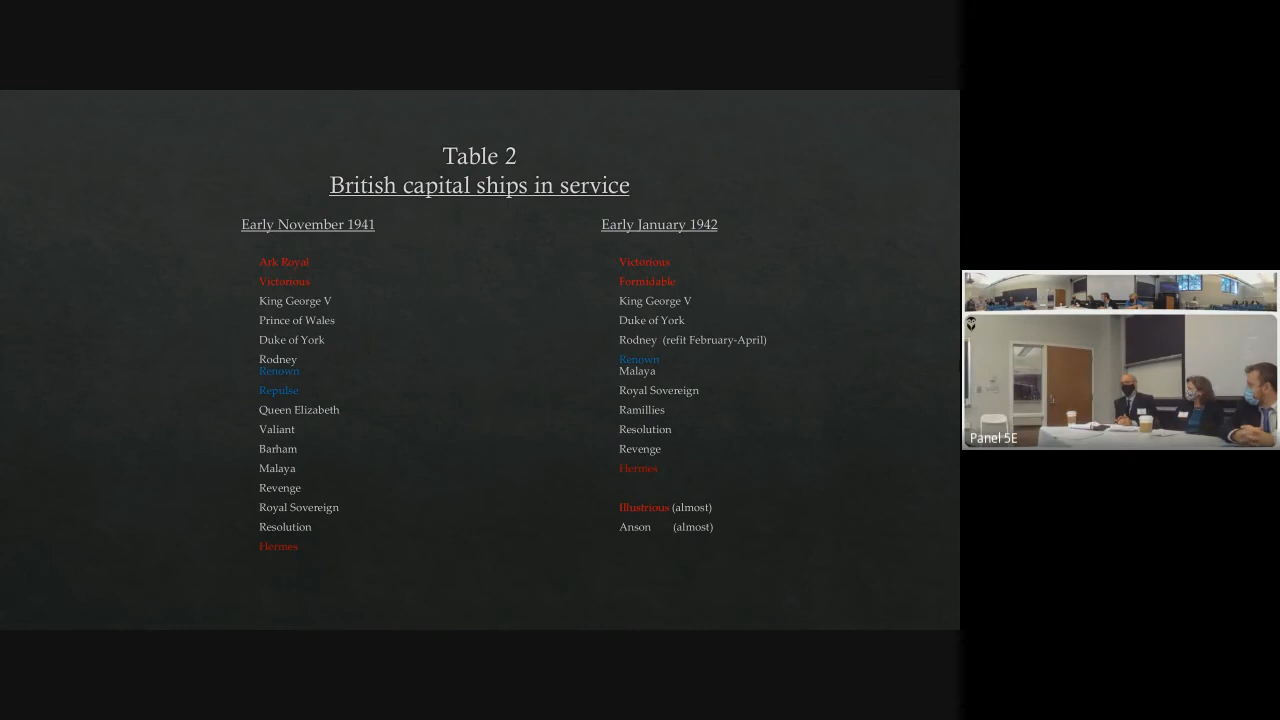 Table 2
British capital ships in service
Early November 1941
Ark Royal
Victorious
King George V
Prince of Wales
Duke of York
Rodney
Renown
Repulse
Queen Elizabeth
Valiant
Barham
Malaya
Revenge
Royal Sovereign
Resolution
Hermes
Early January 1942
Victorious
Formidable
King George V
Duke of York
Rodney (refit February-April)
Renown
Malaya
Royal Sovereign
Ramillies
Resolution
Revenge
Hermes
Illustrious (almost)
Anson (almost)
Panel 5E